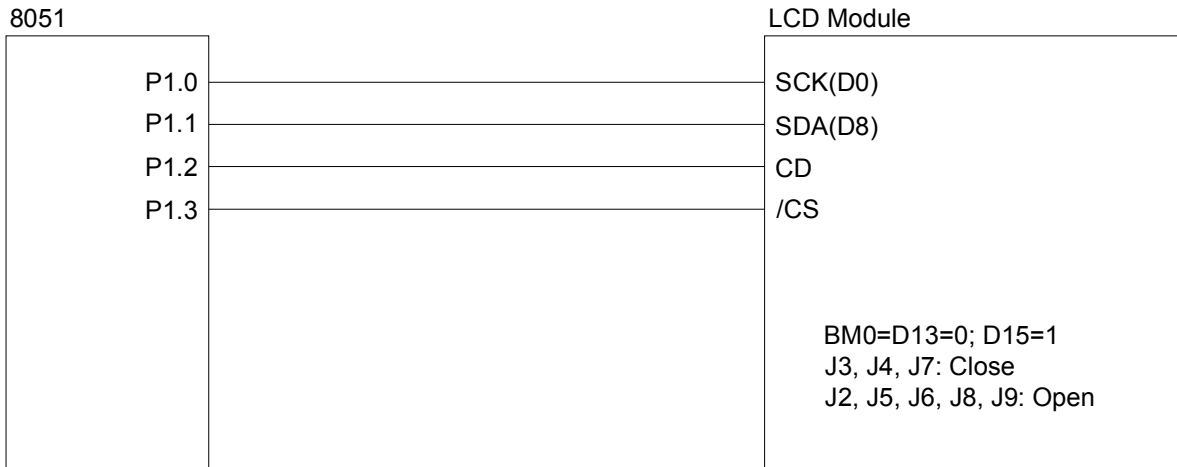 8051
LCD Module
P1.0
SCK(D0)
P1.1
SDA(D8)
P1.2
CD
P1.3
/CS
BM0=D13=0; D15=1
J3, J4, J7: Close
J2, J5, J6, J8, J9: Open